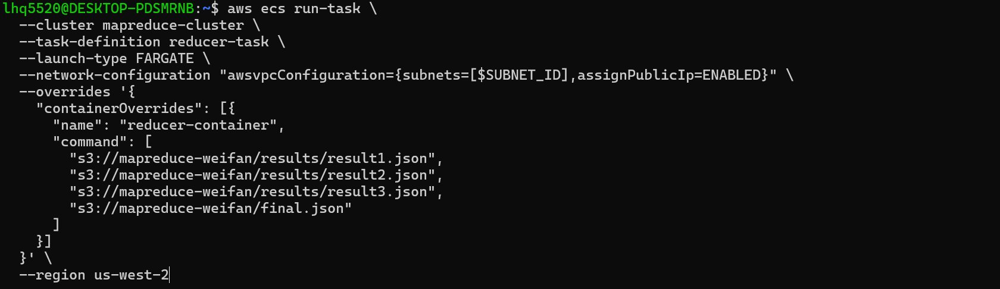 lhq5520@DESKTOP-PDSMRNB:~$ aws ecs run-task \
  --cluster mapreduce-cluster \
  --task-definition reducer-task \
  --launch-type FARGATE \
  --network-configuration "awsvpcConfiguration={subnets=[$SUBNET_ID],assignPublicIp=ENABLED}" \
  --overrides '{
    "containerOverrides": [{
      "name": "reducer-container",
      "command": [
        "s3://mapreduce-weifan/results/result1.json",
        "s3://mapreduce-weifan/results/result2.json",
        "s3://mapreduce-weifan/results/result3.json",
        "s3://mapreduce-weifan/final.json"
      ]
    }]
  }' \
  --region us-west-2